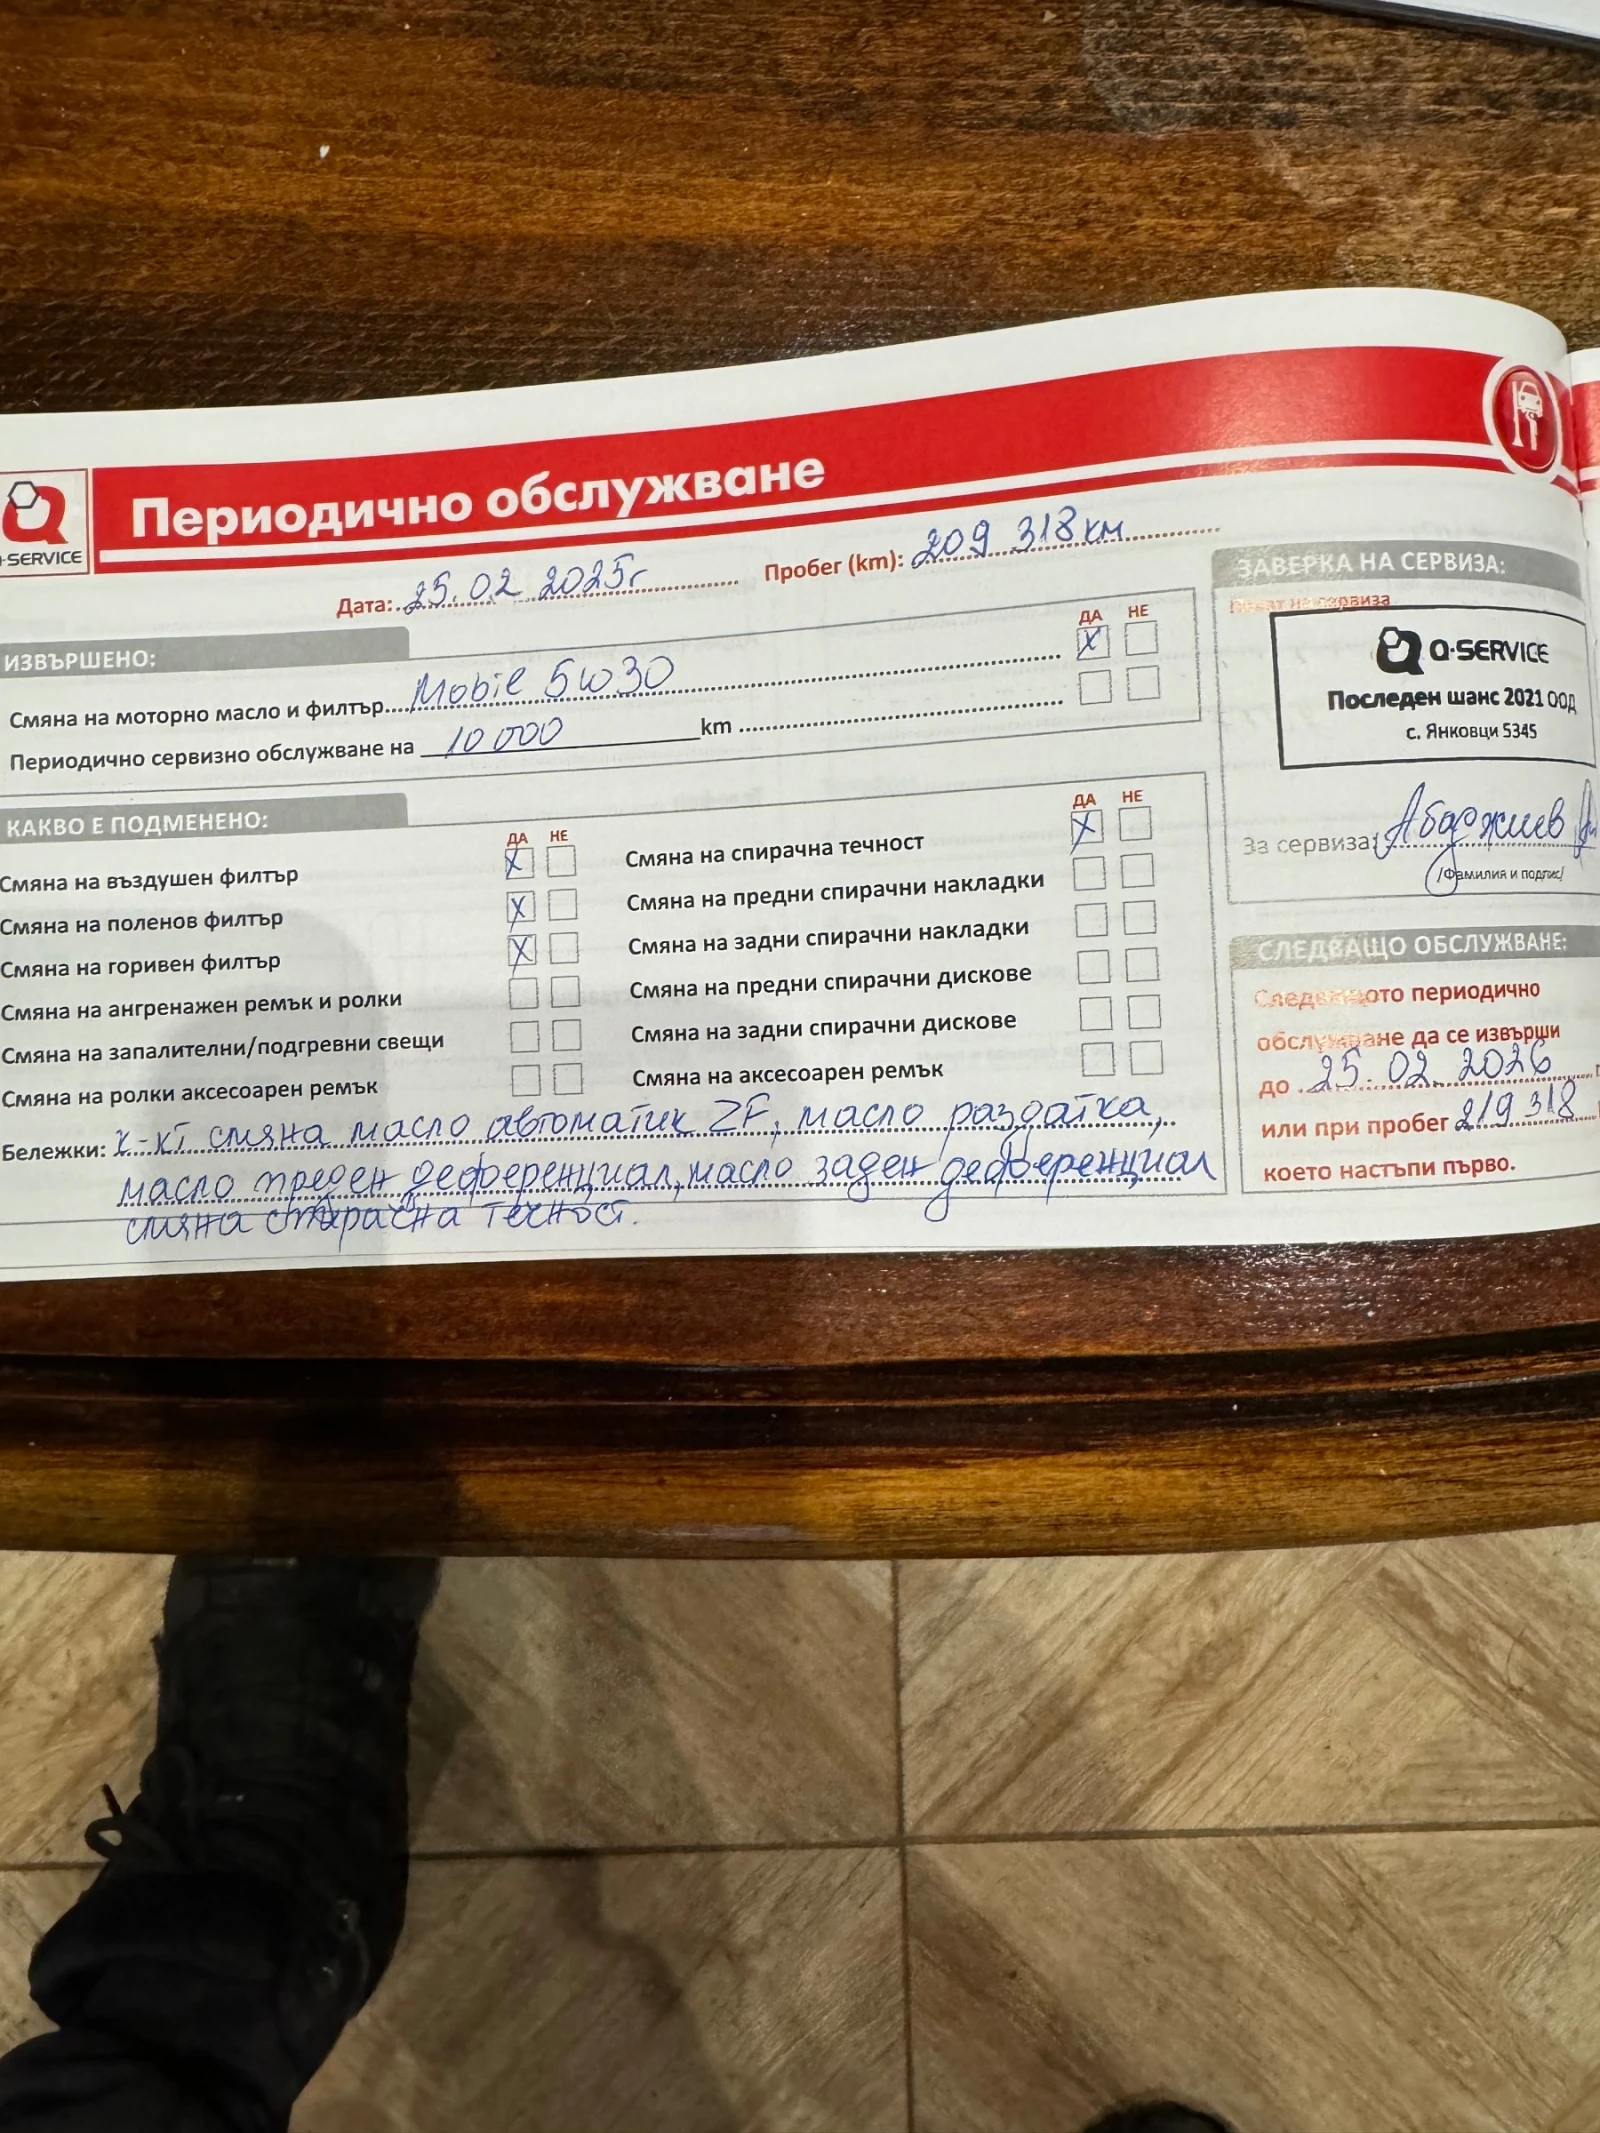 Q-SERVICE
Периодично обслужване
Дата: 25.02 2025г Пробег (km): 209 318км
ИЗВЪРШЕНО:
ДА НЕ
Смяна на моторно масло и филтър Mobil 5w30 X
Периодично сервизно обслужване на 10 000 km
КАКВО Е ПОДМЕНЕНО:
ДА НЕ
Смяна на въздушен филтър X
Смяна на поленов филтър X
Смяна на горивен филтър X
Смяна на ангренажен ремък и ролки
Смяна на запалителни/подгревни свещи
Смяна на ролки аксесоарен ремък
ДА НЕ
Смяна на спирачна течност X
Смяна на предни спирачни накладки
Смяна на задни спирачни накладки
Смяна на предни спирачни дискове
Смяна на задни спирачни дискове
Смяна на аксесоарен ремък
Бележки: к-кт смяна масло автоматик ZF, масло раздатка,
масло преден деференциал, масло заден деференциал
смяна спирачна течност.
ЗАВЕРКА НА СЕРВИЗА:
Печат на сервиза
Q-SERVICE
Последен шанс 2021 ООД
с. Янковци 5345
За сервиза: Абаджиев
/Фамилия и подпис/
СЛЕДВАЩО ОБСЛУЖВАНЕ:
Следващото периодично
обслужване да се извърши
до 25.02.2026
или при пробег 219 318
което настъпи първо.